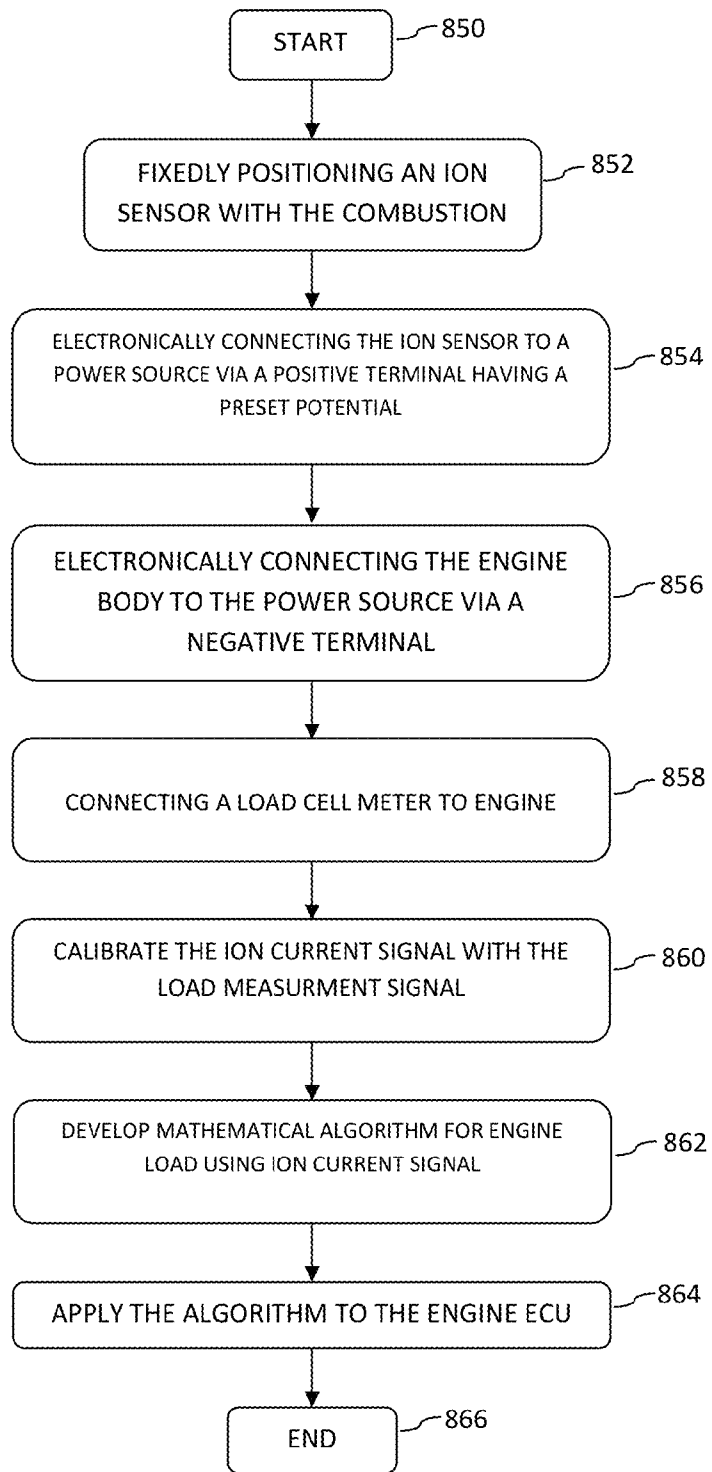 START
850
FIXEDLY POSITIONING AN ION
SENSOR WITH THE COMBUSTION
852
ELECTRONICALLY CONNECTING THE ION SENSOR TO A
POWER SOURCE VIA A POSITIVE TERMINAL HAVING A
PRESET POTENTIAL
854
ELECTRONICALLY CONNECTING THE ENGINE
BODY TO THE POWER SOURCE VIA A
NEGATIVE TERMINAL
856
CONNECTING A LOAD CELL METER TO ENGINE
858
CALIBRATE THE ION CURRENT SIGNAL WITH THE
LOAD MEASURMENT SIGNAL
860
DEVELOP MATHEMATICAL ALGORITHM FOR ENGINE
LOAD USING ION CURRENT SIGNAL
862
APPLY THE ALGORITHM TO THE ENGINE ECU
864
END
866